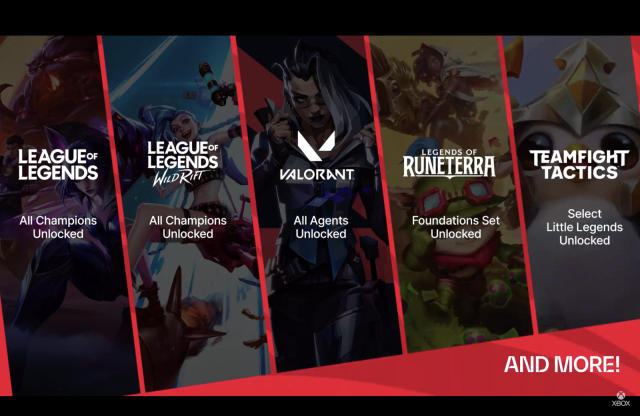 LEAGUE OF
LEGENDS
All Champions
Unlocked
LEAGUE OF
LEGENDS
WILD RIFT
All Champions
Unlocked
VALORANT
All Agents
Unlocked
LEGENDS OF
RUNETERRA
Foundations Set
Unlocked
TEAMFIGHT
TACTICS
Select
Little Legends
Unlocked
AND MORE!
XBOX